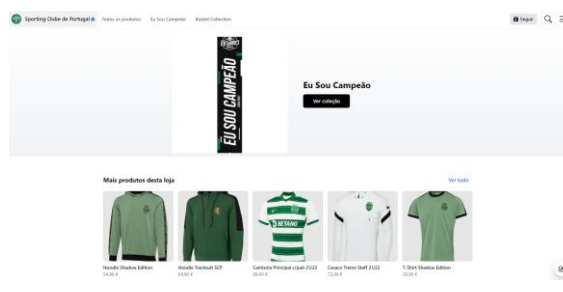 Sporting Clube de Portugal
Todos os produtos
Eu Sou Campeão
Basket Collection
Seguir
EU SOU CAMPEÃO
Eu Sou Campeão
Ver coleção
Mais produtos desta loja
Ver tudo
BETANO
Hoodie Shadow Edition
Hoodie Tracksuit SCP
Camisola Principal c/pub 21/22
Casaco Treino Staff 21/22
T-Shirt Shadow Edition